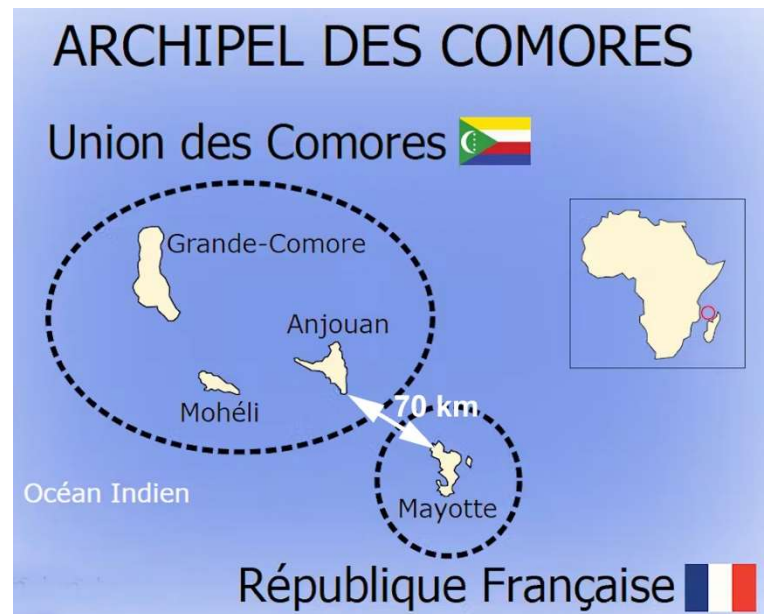 ARCHIPEL DES COMORES
Union des Comores
Grande-Comore
Anjouan
Mohéli
70 km
Océan Indien
Mayotte
République Française